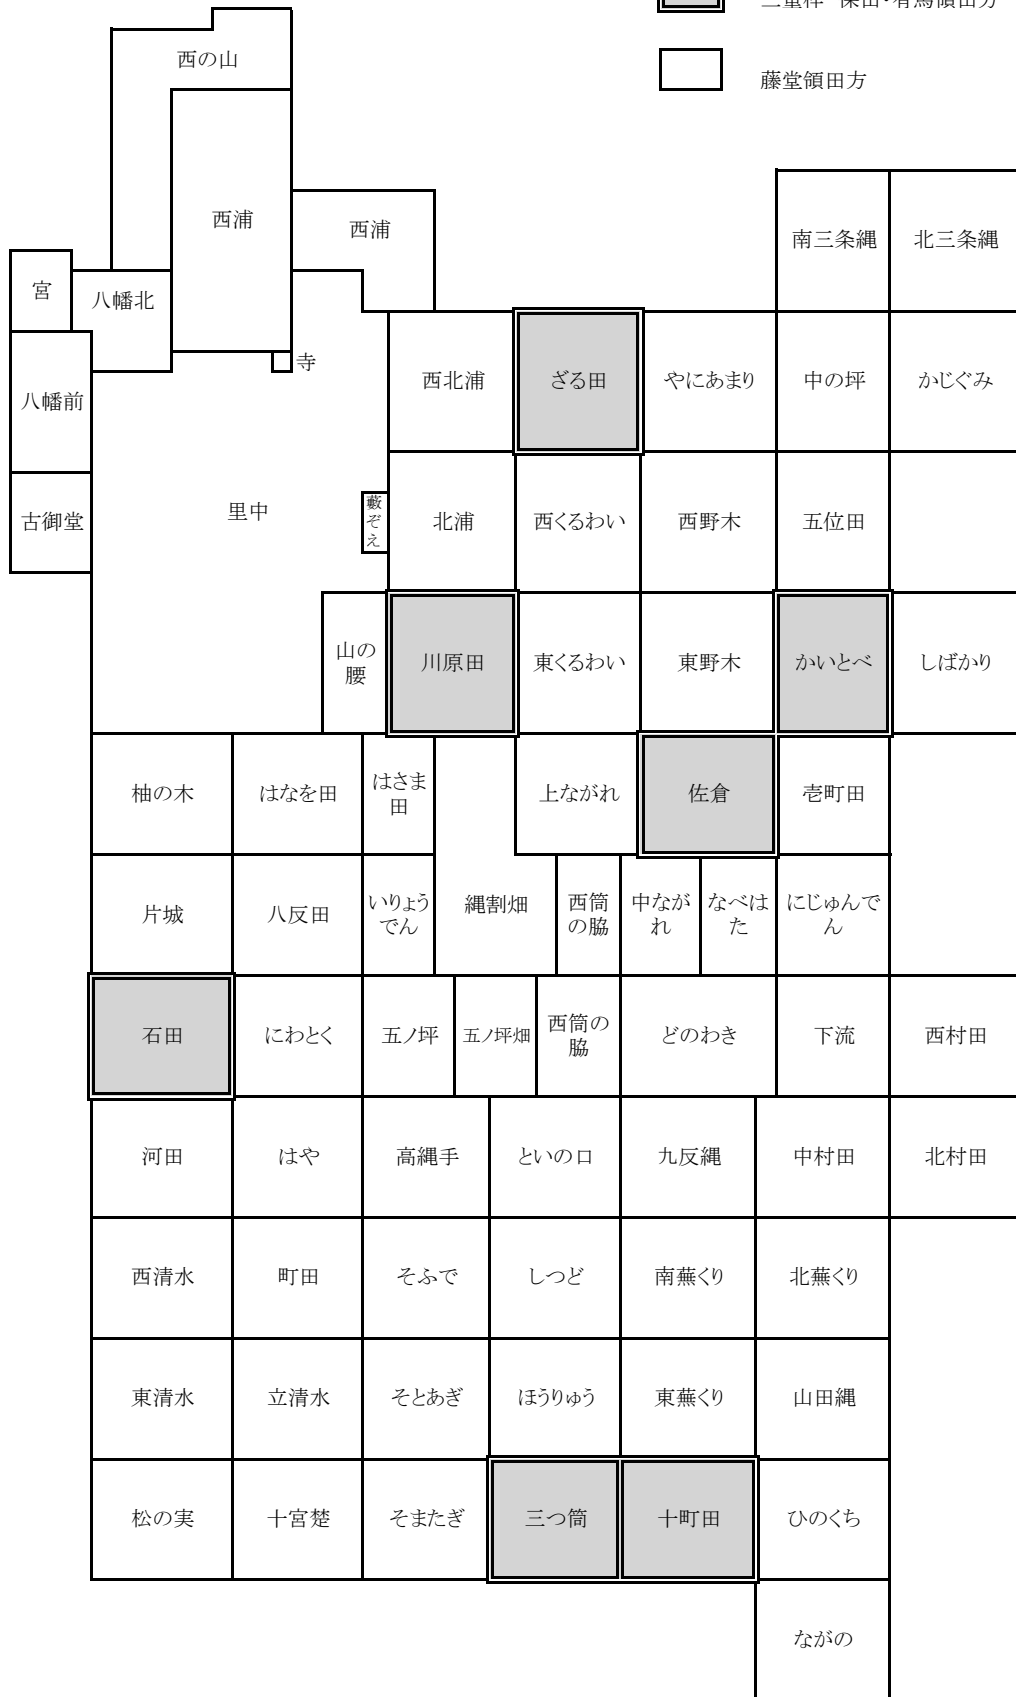 二重枠 保田・有馬領田方
藤堂領田方
西の山
西浦
西浦
南三条縄
北三条縄
宮
八幡北
寺
八幡前
西北浦
ざる田
やにあまり
中の坪
かじぐみ
古御堂
里中
藪ぞえ
北浦
西くるわい
西野木
五位田
山の
腰
川原田
東くるわい
東野木
かいとべ
しばかり
柚の木
はなを田
はさま
田
上ながれ
佐倉
壱町田
片城
八反田
いりょう
でん
縄割畑
西筒
の脇
中なが
れ
なべは
た
にじゅんで
ん
石田
にわとく
五ノ坪
五ノ坪畑
西筒の
脇
どのわき
下流
西村田
河田
はや
高縄手
といの口
九反縄
中村田
北村田
西清水
町田
そふで
しつど
南蕪くり
北蕪くり
東清水
立清水
そとあぎ
ほうりゅう
東蕪くり
山田縄
松の実
十宮楚
そまたぎ
三つ筒
十町田
ひのくち
ながの